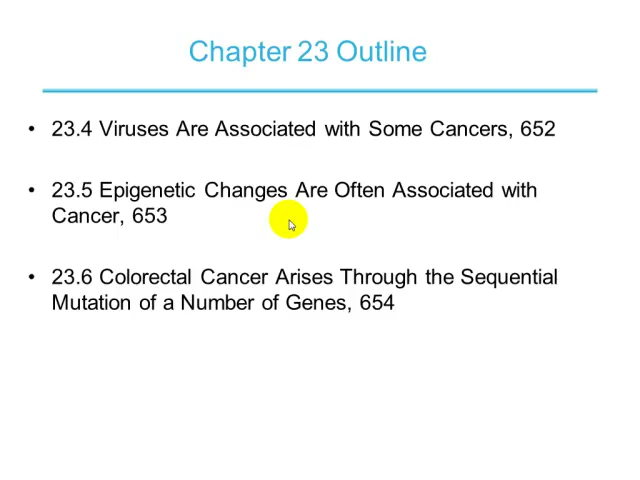 Chapter 23 Outline
• 23.4 Viruses Are Associated with Some Cancers, 652
• 23.5 Epigenetic Changes Are Often Associated with
Cancer, 653
• 23.6 Colorectal Cancer Arises Through the Sequential
Mutation of a Number of Genes, 654